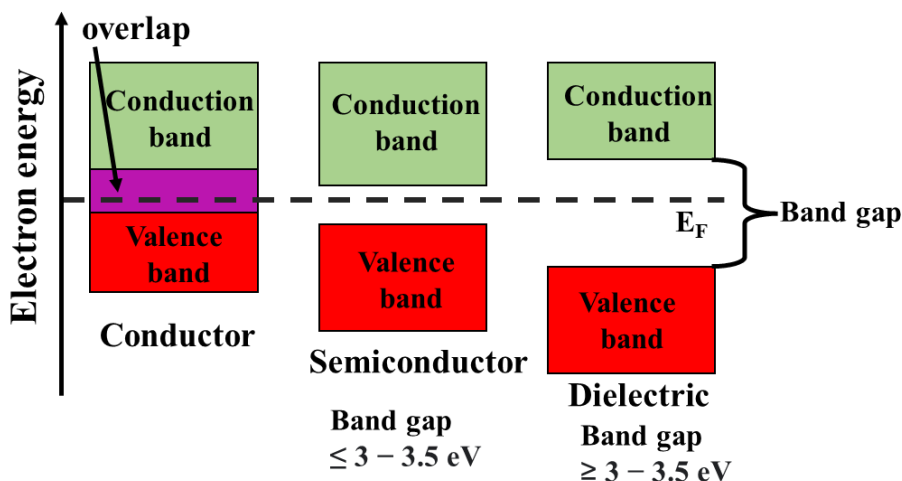 overlap
Electron energy
Conduction
band
Valence
band
Conductor
Conduction
band
Valence
band
Semiconductor
Band gap
≤ 3 – 3.5 eV
Conduction
band
E_F
Band gap
Valence
band
Dielectric
Band gap
≥ 3 – 3.5 eV